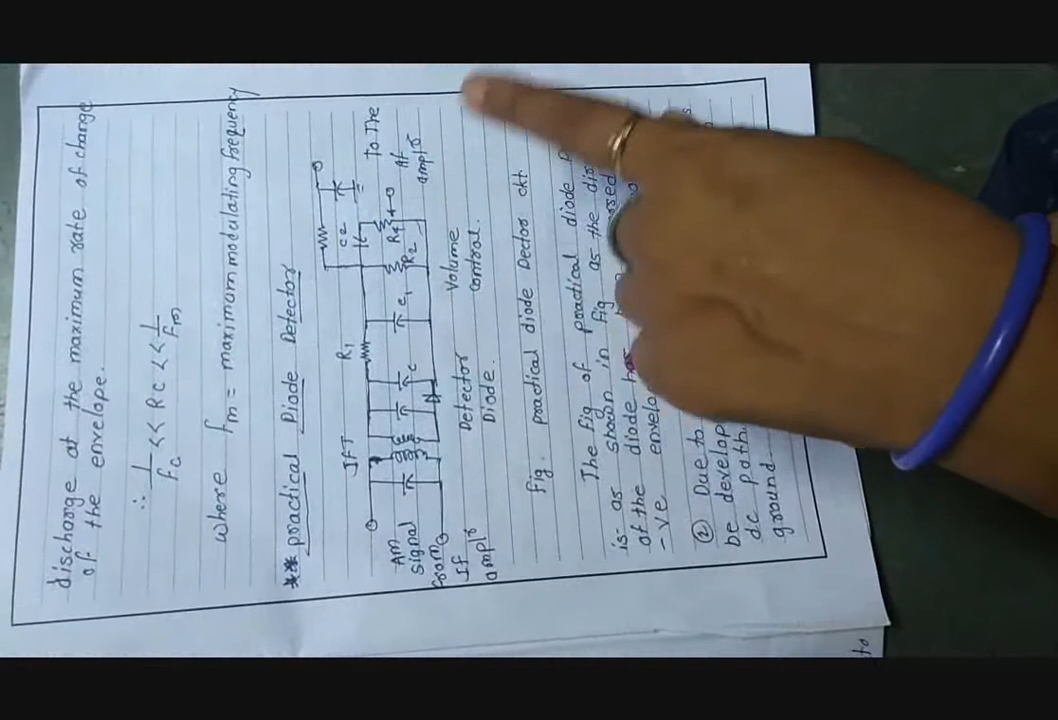 discharge at the maximum rate of change
of the envelope.
∴ 1/Fc << RC << 1/Fm
where Fm = maximum modulating frequency
** practical Diode Detector
IFT R1 C2
To The
AF
amplr
AM
signal
from
IF
amplr
C C1 R2
Detector
Diode.
Volume
control.
fig. practical diode Dector ckt
The fig of practical diode
is as shown in fig as the
of the diode has
-ve envelo
② Due to
be develop
dc path
ground
to